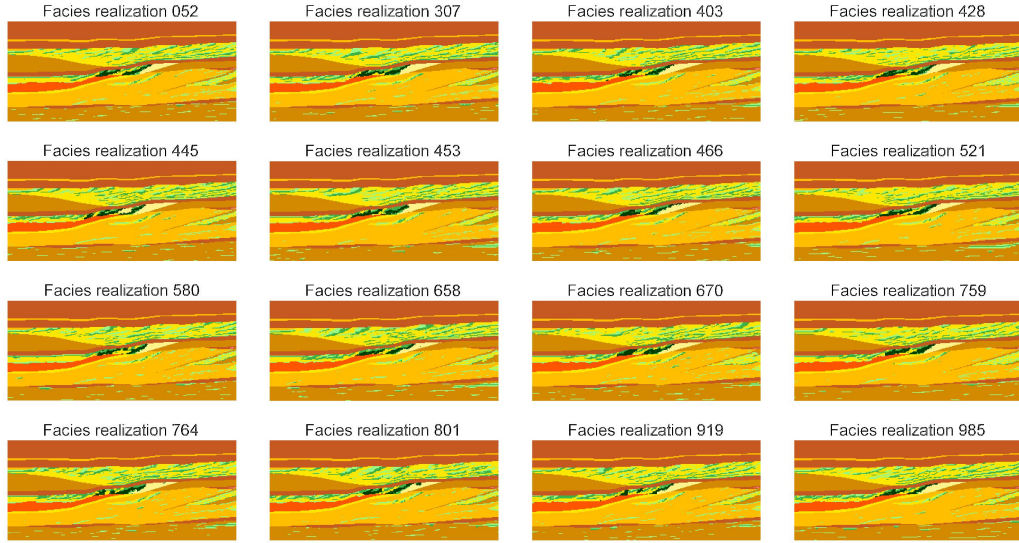 Facies realization 052
Facies realization 307
Facies realization 403
Facies realization 428
Facies realization 445
Facies realization 453
Facies realization 466
Facies realization 521
Facies realization 580
Facies realization 658
Facies realization 670
Facies realization 759
Facies realization 764
Facies realization 801
Facies realization 919
Facies realization 985